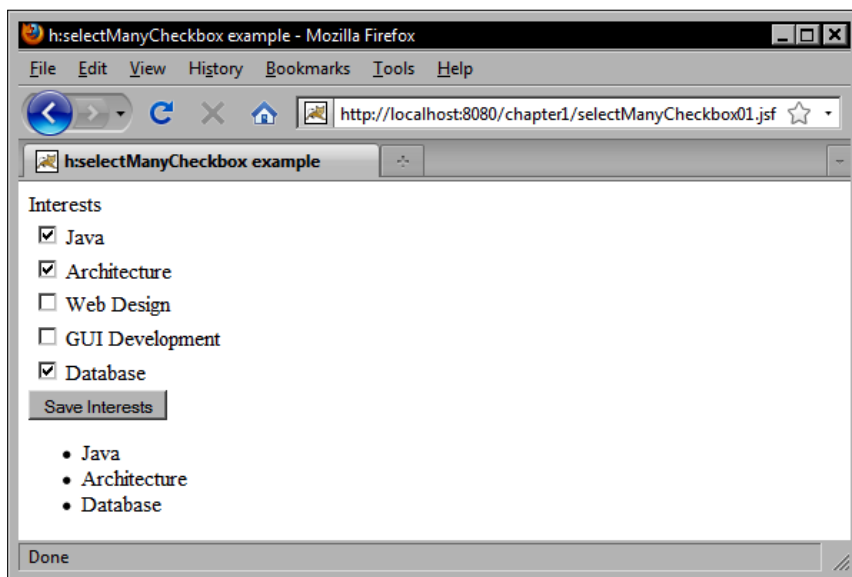 h:selectManyCheckbox example - Mozilla Firefox
File Edit View History Bookmarks Tools Help
http://localhost:8080/chapter1/selectManyCheckbox01.jsf
h:selectManyCheckbox example
Interests
Java
Architecture
Web Design
GUI Development
Database
Save Interests
• Java
• Architecture
• Database
Done